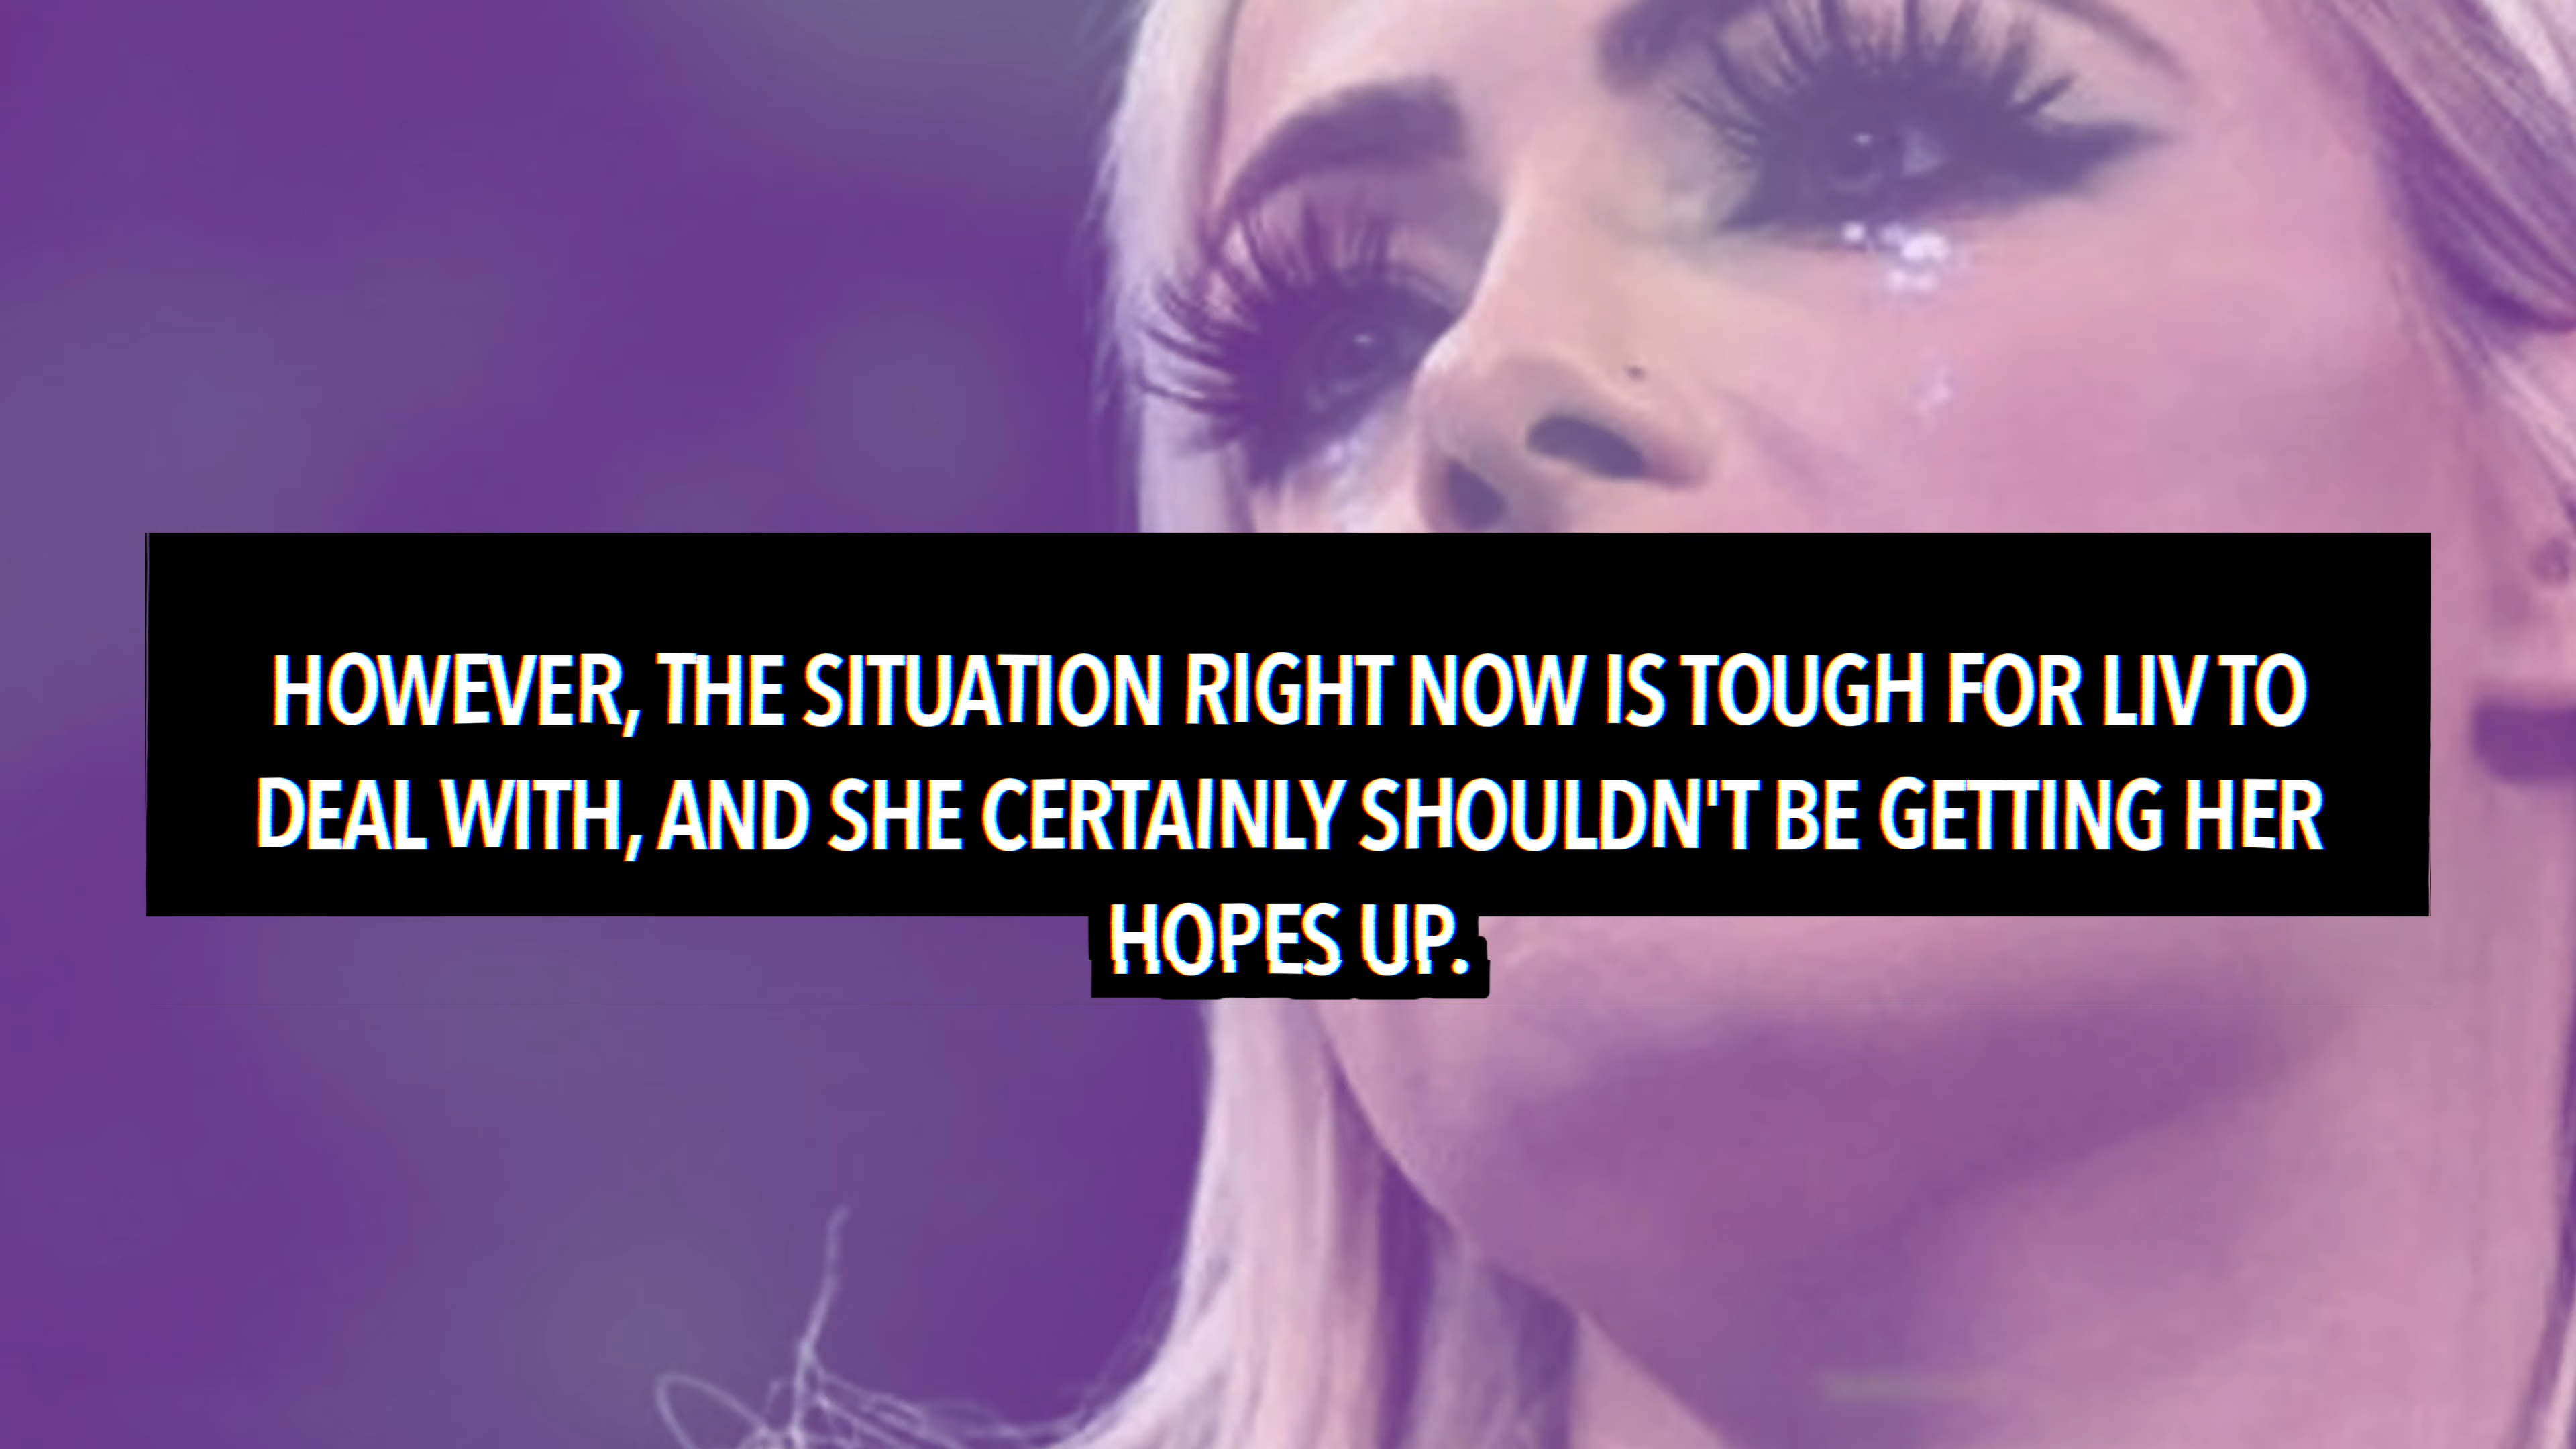 HOWEVER, THE SITUATION RIGHT NOW IS TOUGH FOR LIV TO
DEAL WITH, AND SHE CERTAINLY SHOULDN'T BE GETTING HER
HOPES UP.